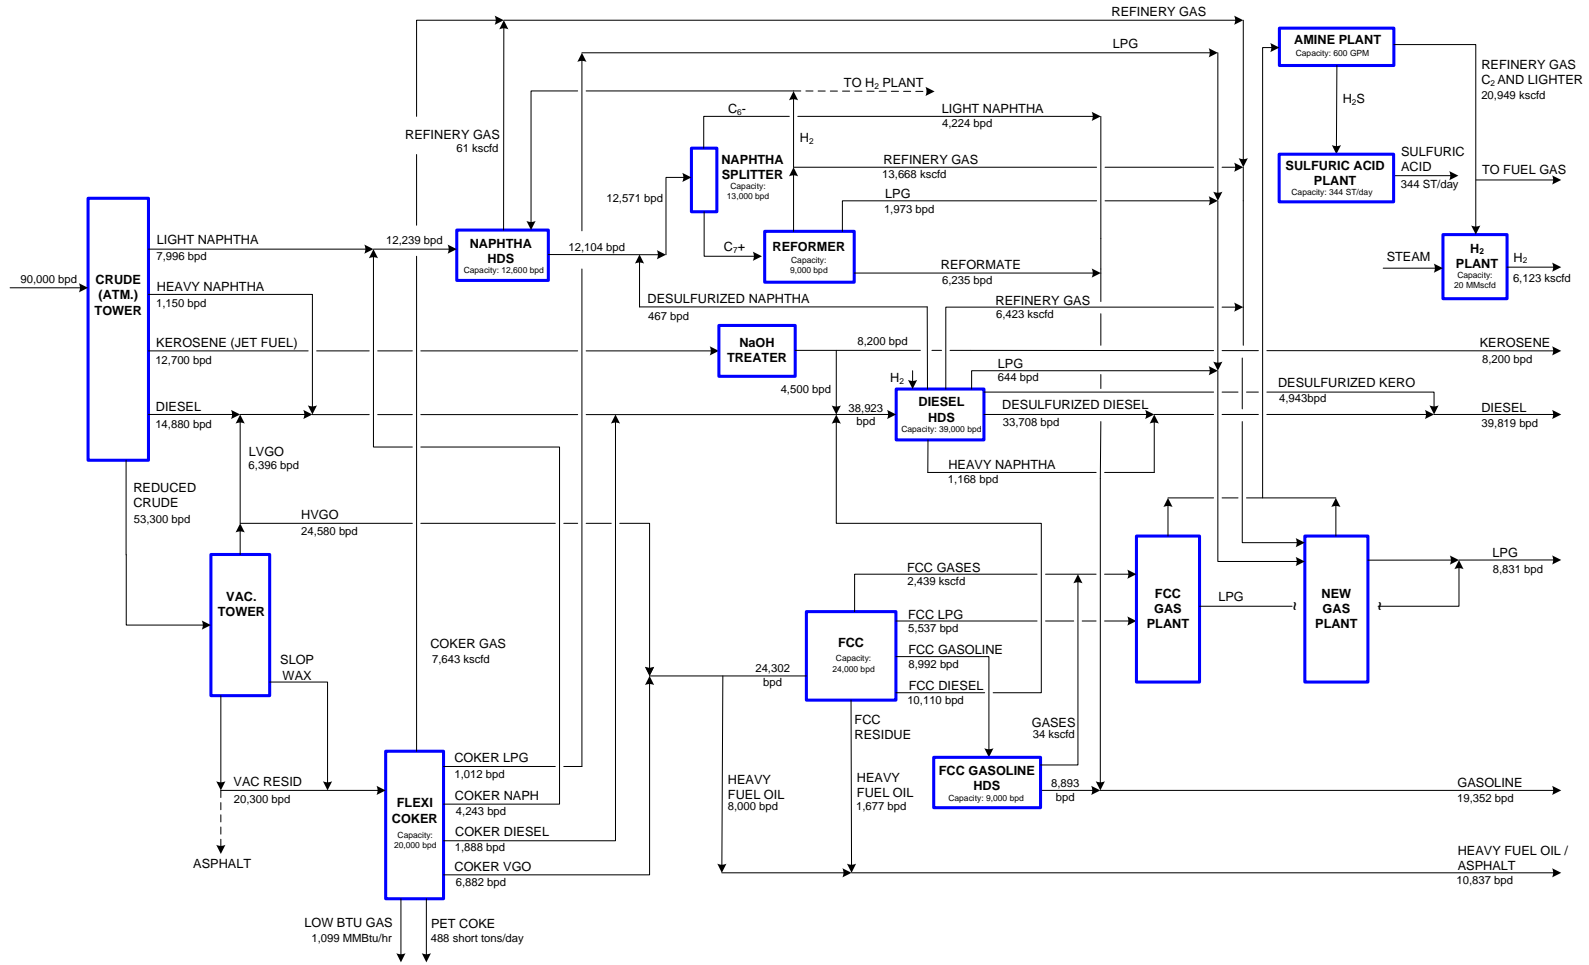 REFINERY GAS
LPG
AMINE PLANT
Capacity: 600 GPM
REFINERY GAS
C₂ AND LIGHTER
20,949 kscfd
TO H₂ PLANT
H₂S
C₆-
LIGHT NAPHTHA
4,224 bpd
REFINERY GAS
61 kscfd
H₂
NAPHTHA
SPLITTER
Capacity:
13,000 bpd
REFINERY GAS
13,668 kscfd
SULFURIC ACID
PLANT
Capacity: 344 ST/day
SULFURIC
ACID
344 ST/day
TO FUEL GAS
12,571 bpd
LPG
1,973 bpd
C₇+
CRUDE
(ATM.)
TOWER
90,000 bpd
LIGHT NAPHTHA
7,996 bpd
12,239 bpd
NAPHTHA
HDS
Capacity: 12,600 bpd
12,104 bpd
REFORMER
Capacity:
9,000 bpd
REFORMATE
6,235 bpd
STEAM
H₂
PLANT
Capacity:
20 MMscfd
H₂
6,123 kscfd
HEAVY NAPHTHA
1,150 bpd
DESULFURIZED NAPHTHA
467 bpd
REFINERY GAS
6,423 kscfd
KEROSENE (JET FUEL)
12,700 bpd
NaOH
TREATER
8,200 bpd
KEROSENE
8,200 bpd
4,500 bpd
H₂
LPG
644 bpd
DESULFURIZED KERO
4,943bpd
DIESEL
14,880 bpd
38,923
bpd
DIESEL
HDS
Capacity: 39,000 bpd
DESULFURIZED DIESEL
33,708 bpd
DIESEL
39,819 bpd
LVGO
6,396 bpd
HEAVY NAPHTHA
1,168 bpd
REDUCED
CRUDE
53,300 bpd
HVGO
24,580 bpd
VAC.
TOWER
FCC GASES
2,439 kscfd
FCC
GAS
PLANT
LPG
NEW
GAS
PLANT
LPG
8,831 bpd
FCC
Capacity:
24,000 bpd
FCC LPG
5,537 bpd
FCC GASOLINE
8,992 bpd
FCC DIESEL
10,110 bpd
COKER GAS
7,643 kscfd
SLOP
WAX
24,302
bpd
FCC
RESIDUE
GASES
34 kscfd
VAC RESID
20,300 bpd
ASPHALT
FLEXI
COKER
Capacity:
20,000 bpd
COKER LPG
1,012 bpd
COKER NAPH
4,243 bpd
COKER DIESEL
1,888 bpd
COKER VGO
6,882 bpd
HEAVY
FUEL OIL
8,000 bpd
HEAVY
FUEL OIL
1,677 bpd
FCC GASOLINE
HDS
Capacity: 9,000 bpd
8,893
bpd
GASOLINE
19,352 bpd
HEAVY FUEL OIL /
ASPHALT
10,837 bpd
LOW BTU GAS
1,099 MMBtu/hr
PET COKE
488 short tons/day